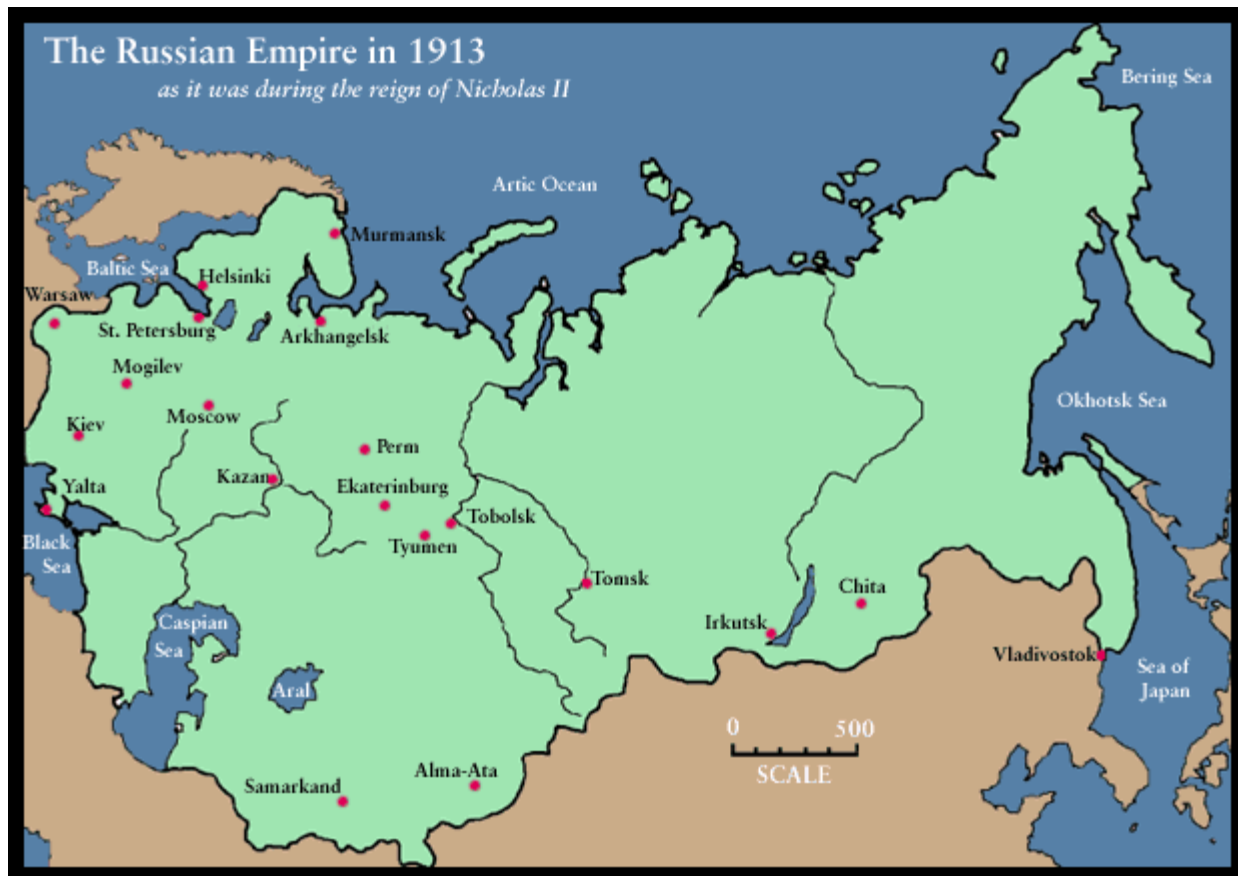 The Russian Empire in 1913
as it was during the reign of Nicholas II
Bering Sea
Artic Ocean
Murmansk
Baltic Sea
Helsinki
Warsaw
St. Petersburg
Arkhangelsk
Mogilev
Moscow
Okhotsk Sea
Kiev
Perm
Kazan
Ekaterinburg
Yalta
Tobolsk
Tyumen
Black
Sea
Tomsk
Chita
Caspian
Sea
Irkutsk
Vladivostok
Sea of
Japan
Aral
0 500
SCALE
Alma-Ata
Samarkand